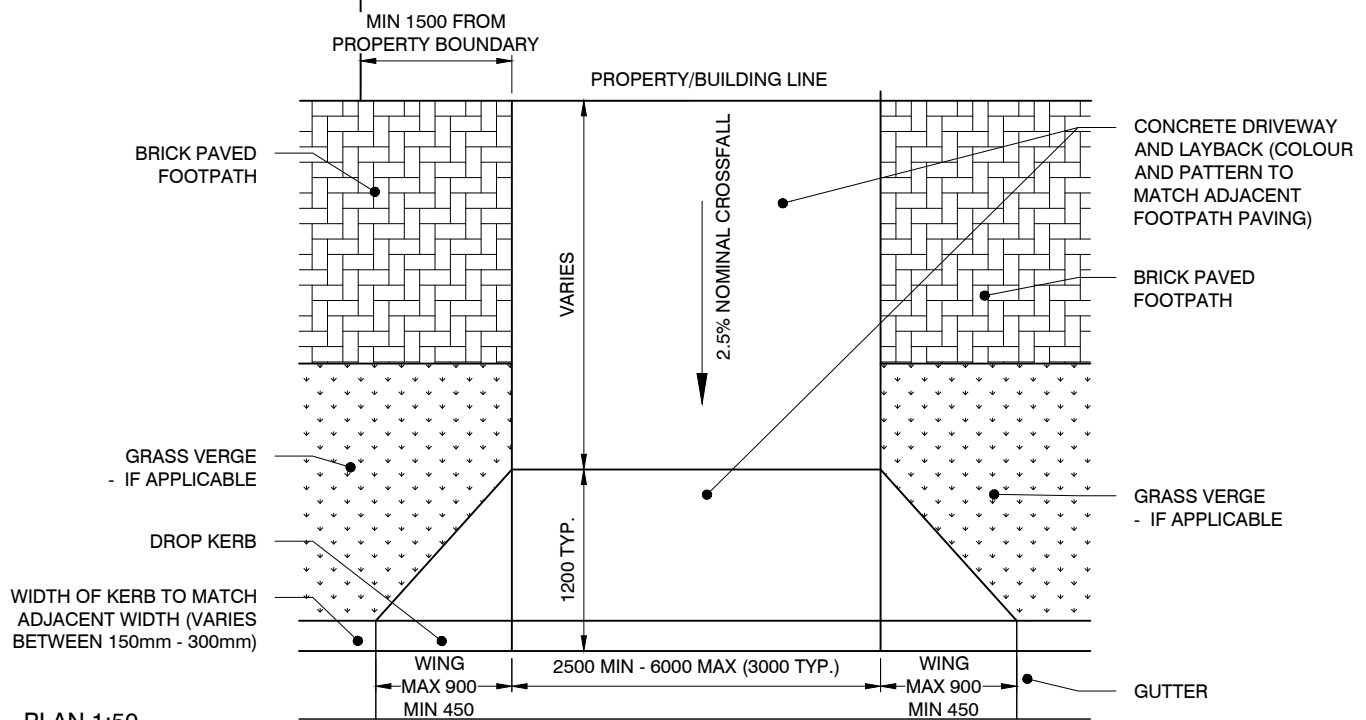 MIN 1500 FROM
PROPERTY BOUNDARY
PROPERTY/BUILDING LINE
BRICK PAVED
FOOTPATH
CONCRETE DRIVEWAY
AND LAYBACK (COLOUR
AND PATTERN TO
MATCH ADJACENT
FOOTPATH PAVING)
VARIES
2.5% NOMINAL CROSSFALL
BRICK PAVED
FOOTPATH
GRASS VERGE
- IF APPLICABLE
GRASS VERGE
- IF APPLICABLE
DROP KERB
1200 TYP.
WIDTH OF KERB TO MATCH
ADJACENT WIDTH (VARIES
BETWEEN 150mm - 300mm)
WING
MAX 900
MIN 450
2500 MIN - 6000 MAX (3000 TYP.)
WING
MAX 900
MIN 450
GUTTER
PLAN 1:50